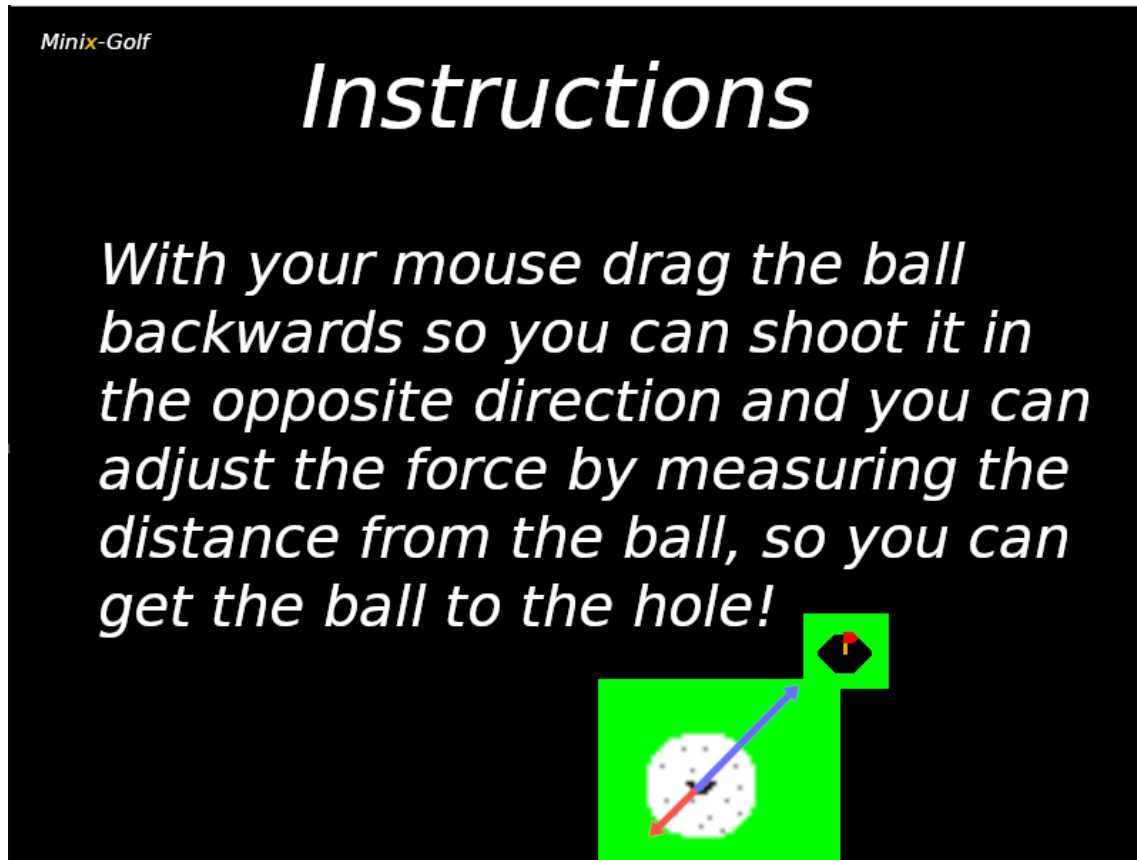 Minix-Golf
Instructions
With your mouse drag the ball
backwards so you can shoot it in
the opposite direction and you can
adjust the force by measuring the
distance from the ball, so you can
get the ball to the hole!